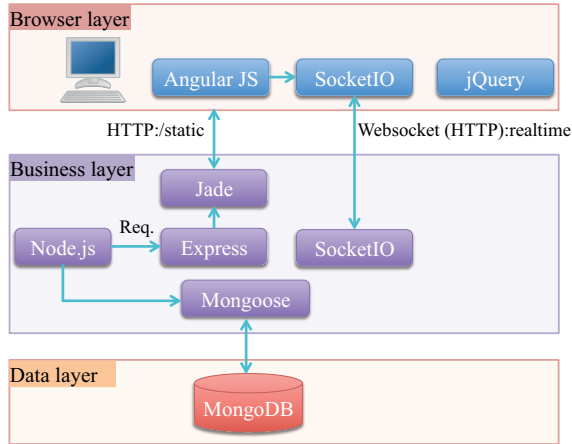 Browser layer
Angular JS
SocketIO
jQuery
HTTP:/static
Websocket (HTTP):realtime
Business layer
Jade
Req.
Node.js
Express
SocketIO
Mongoose
Data layer
MongoDB